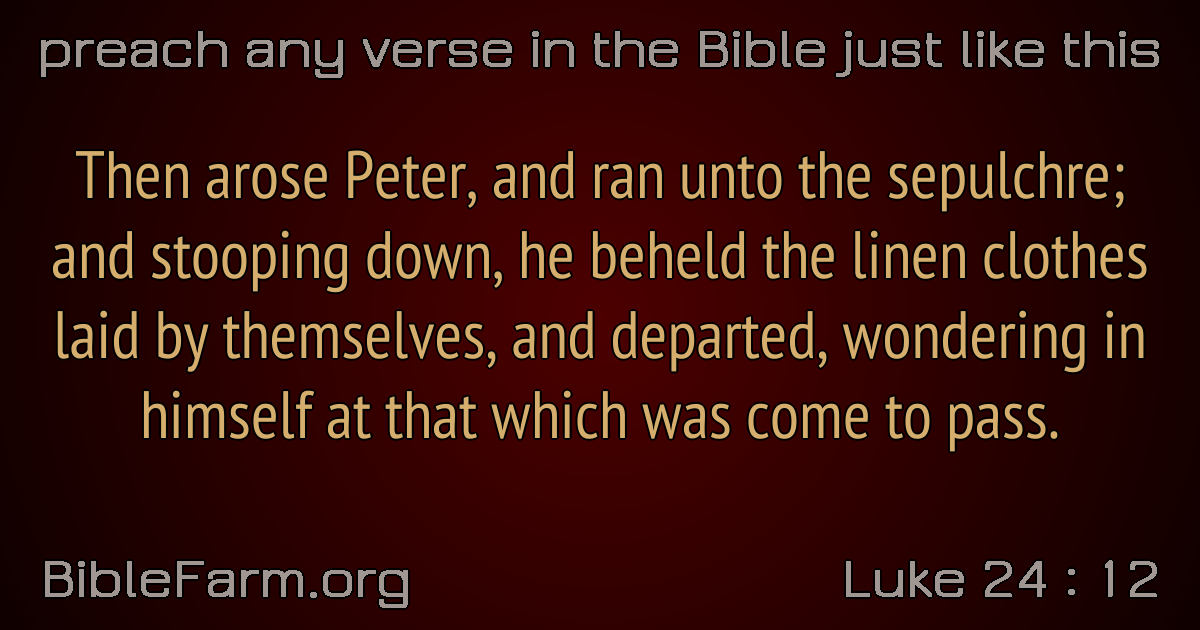 preach any verse in the Bible just like this
Then arose Peter, and ran unto the sepulchre;
and stooping down, he beheld the linen clothes
laid by themselves, and departed, wondering in
himself at that which was come to pass.
BibleFarm.org
Luke 24 : 12